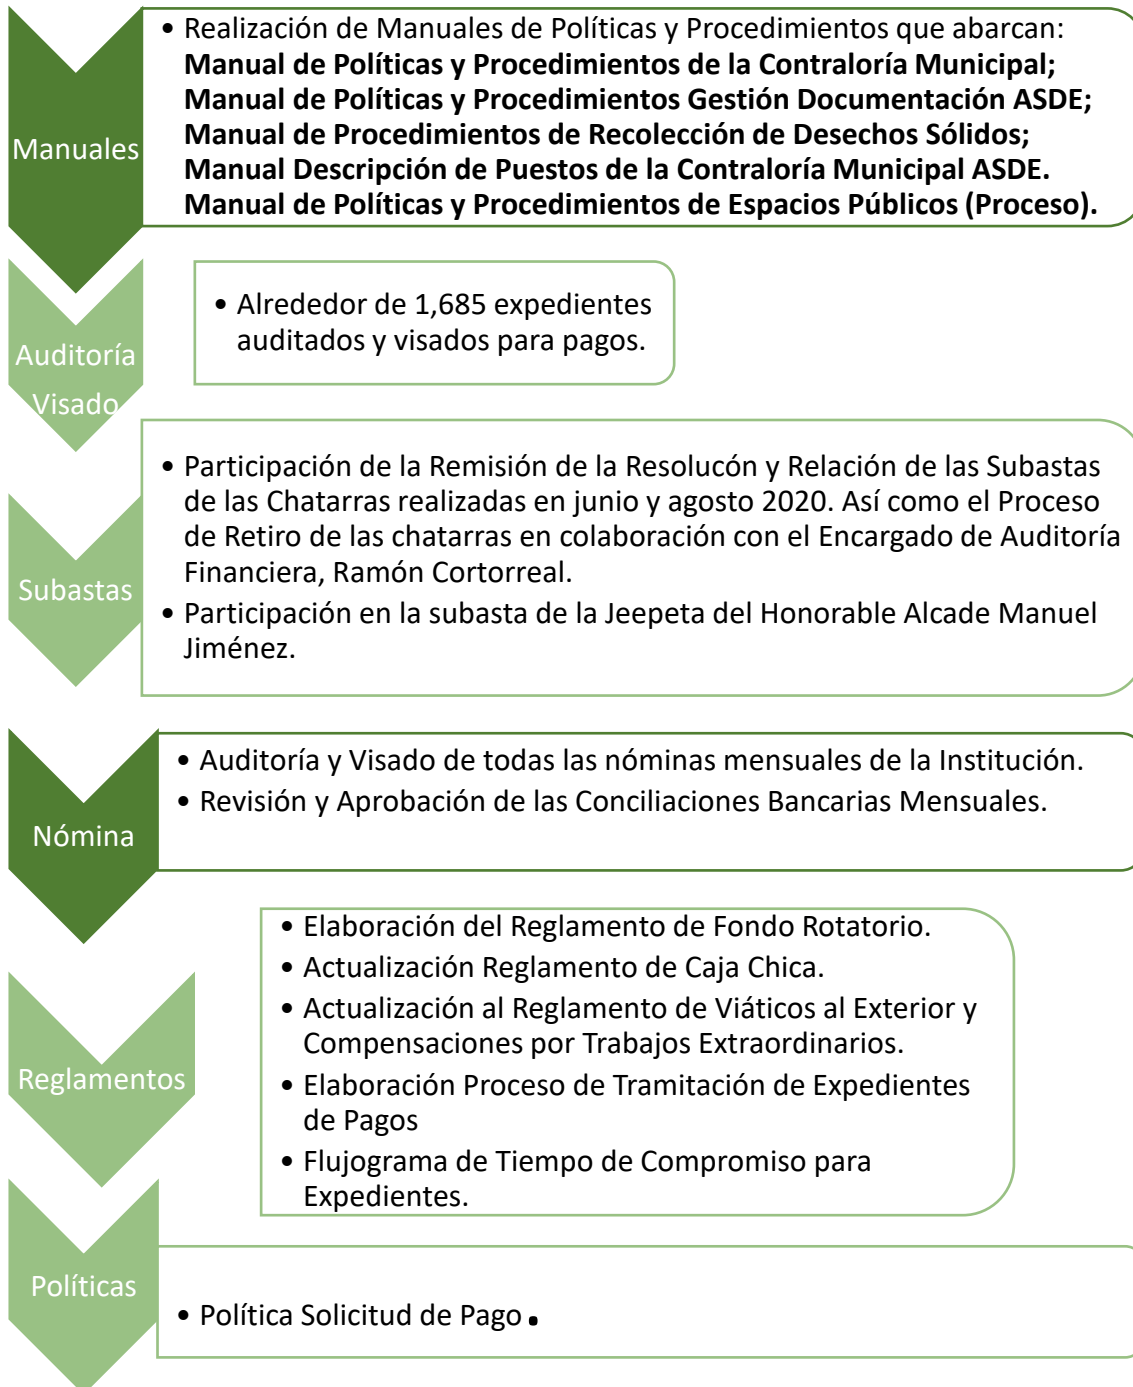 Manuales
• Realización de Manuales de Políticas y Procedimientos que abarcan:
Manual de Políticas y Procedimientos de la Contraloría Municipal;
Manual de Políticas y Procedimientos Gestión Documentación ASDE;
Manual de Procedimientos de Recolección de Desechos Sólidos;
Manual Descripción de Puestos de la Contraloría Municipal ASDE.
Manual de Políticas y Procedimientos de Espacios Públicos (Proceso).
Auditoría
Visado
• Alrededor de 1,685 expedientes
auditados y visados para pagos.
Subastas
• Participación de la Remisión de la Resolucón y Relación de las Subastas
de las Chatarras realizadas en junio y agosto 2020. Así como el Proceso
de Retiro de las chatarras en colaboración con el Encargado de Auditoría
Financiera, Ramón Cortorreal.
• Participación en la subasta de la Jeepeta del Honorable Alcade Manuel
Jiménez.
Nómina
• Auditoría y Visado de todas las nóminas mensuales de la Institución.
• Revisión y Aprobación de las Conciliaciones Bancarias Mensuales.
Reglamentos
• Elaboración del Reglamento de Fondo Rotatorio.
• Actualización Reglamento de Caja Chica.
• Actualización al Reglamento de Viáticos al Exterior y
Compensaciones por Trabajos Extraordinarios.
• Elaboración Proceso de Tramitación de Expedientes
de Pagos
• Flujograma de Tiempo de Compromiso para
Expedientes.
Políticas
• Política Solicitud de Pago.